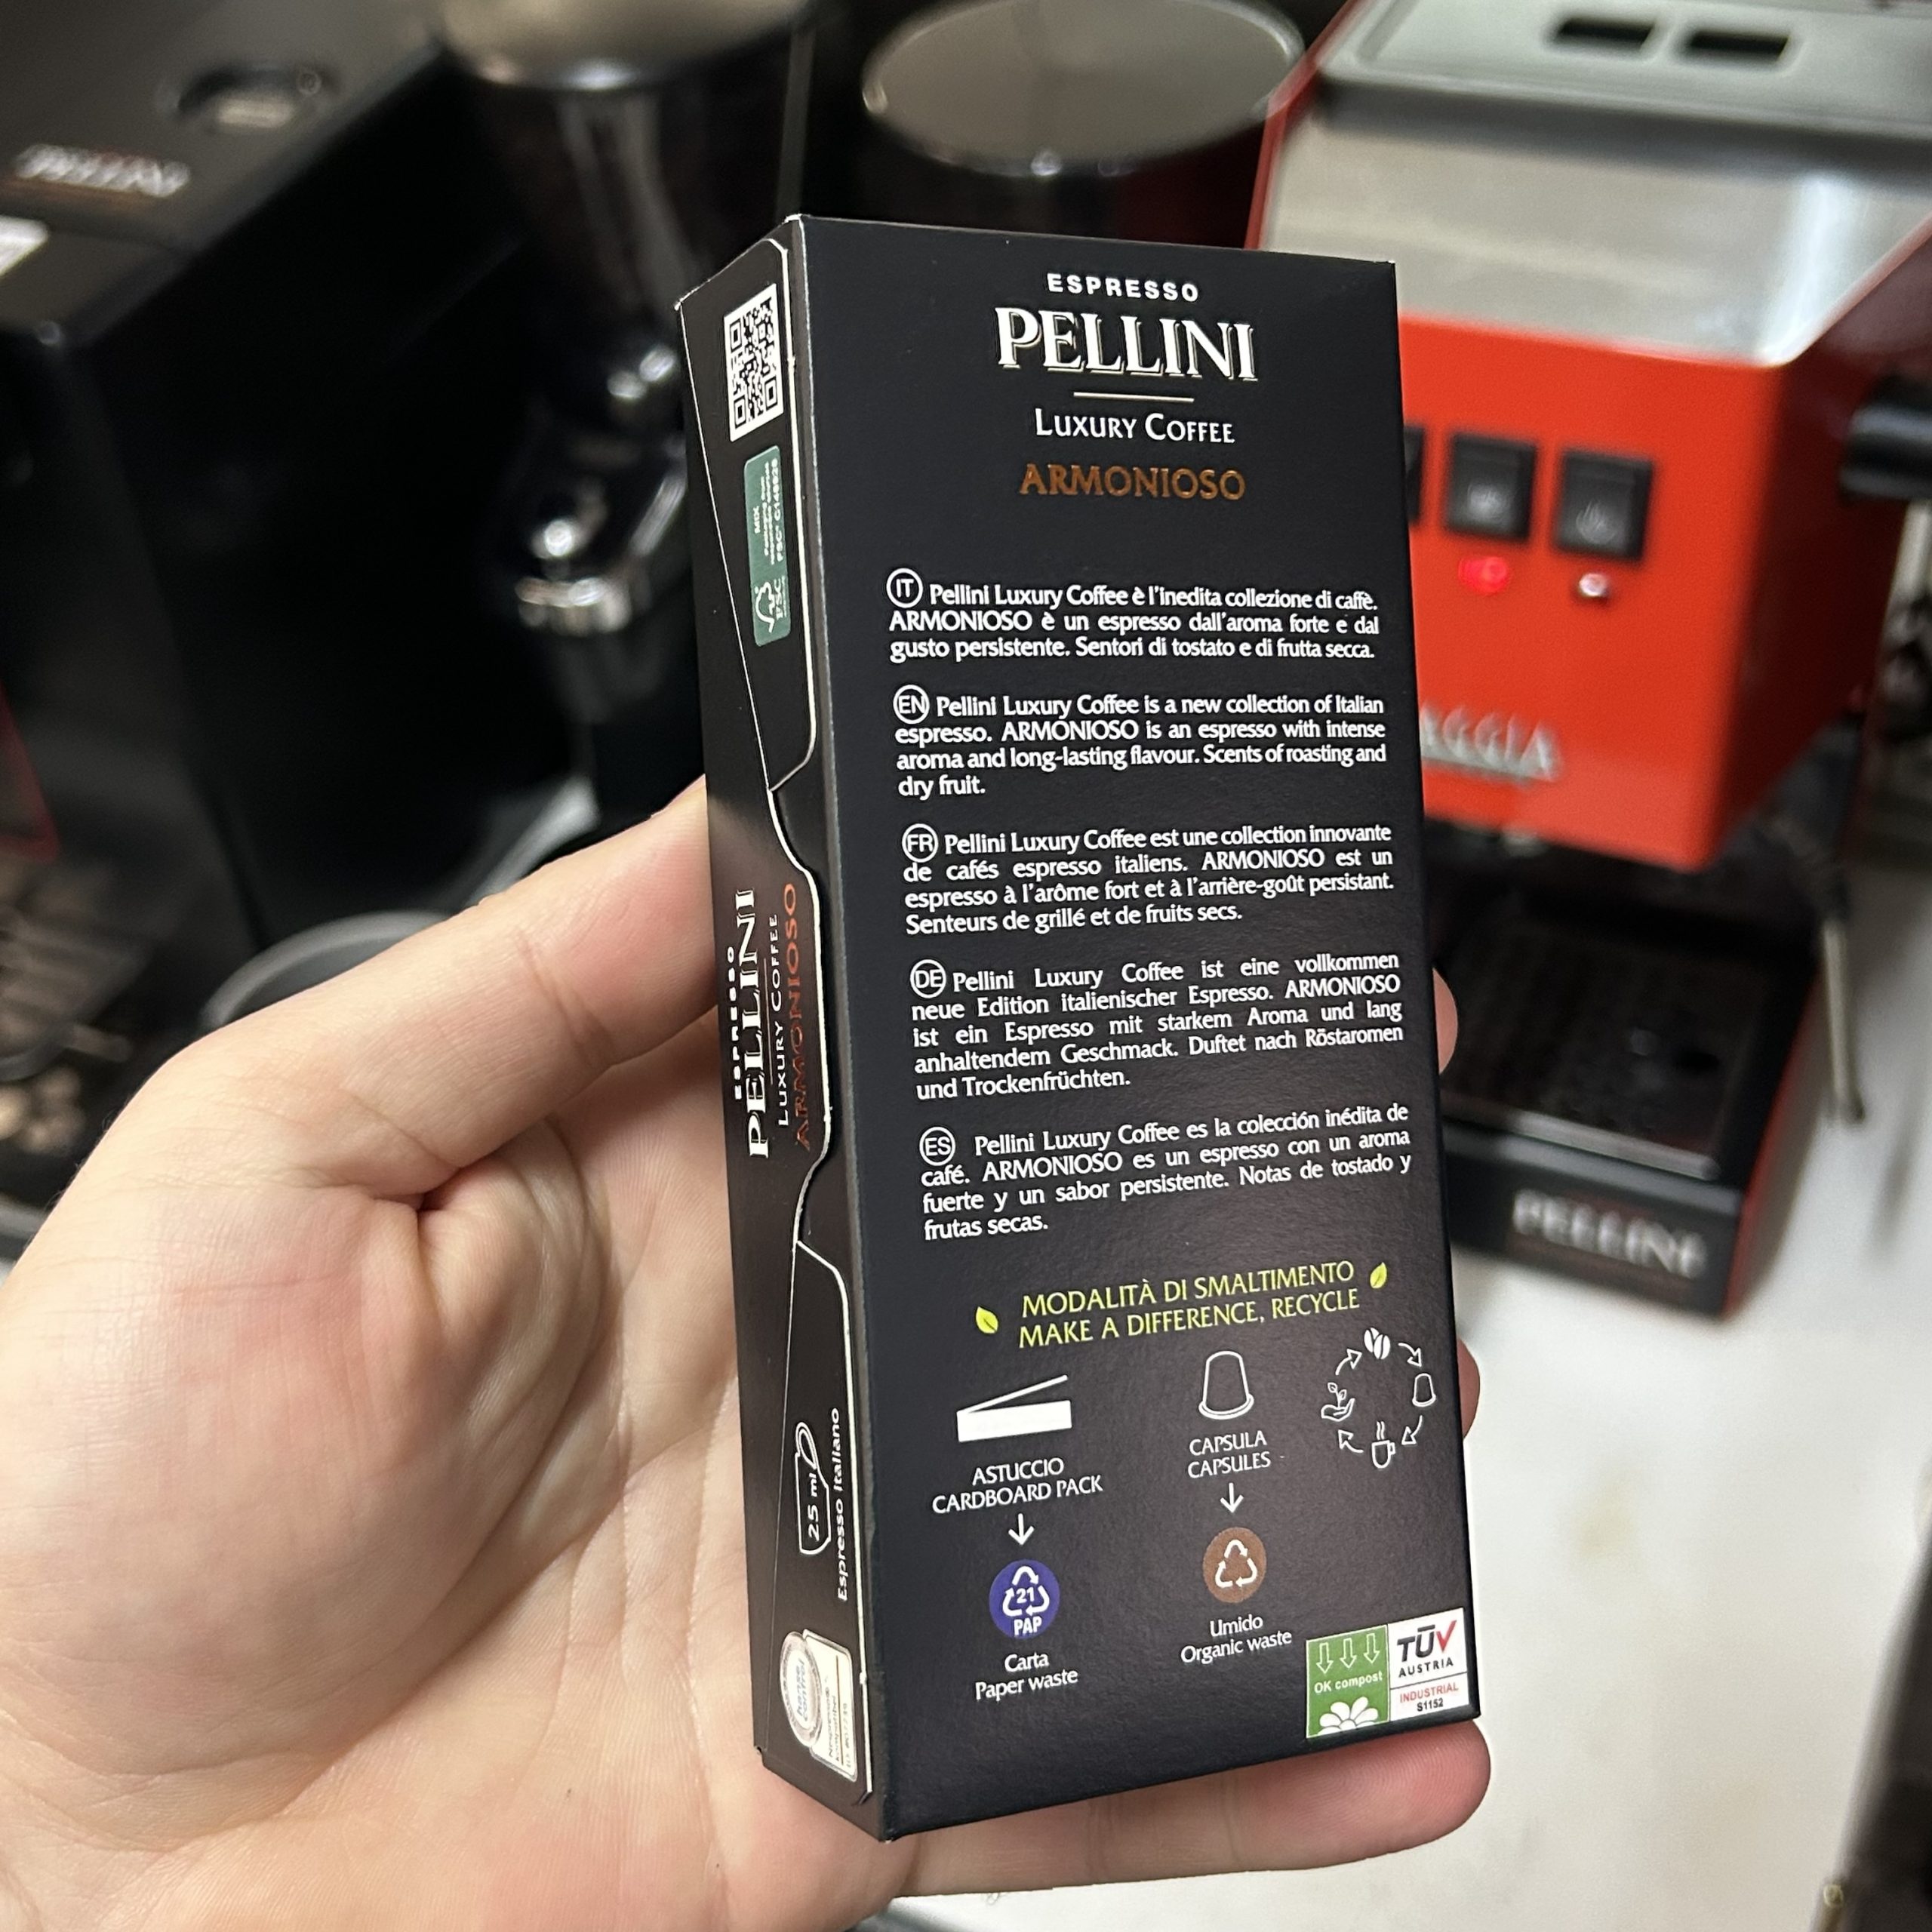 ESPRESSO
PELLINI
LUXURY COFFEE
ARMONIOSO
IT Pellini Luxury Coffee è l'inedita collezione di caffè.
ARMONIOSO è un espresso dall'aroma forte e dal
gusto persistente. Sentori di tostato e di frutta secca.
EN Pellini Luxury Coffee is a new collection of Italian
espresso. ARMONIOSO is an espresso with intense
aroma and long-lasting flavour. Scents of roasting and
dry fruit.
FR Pellini Luxury Coffee est une collection innovante
de cafés espresso italiens. ARMONIOSO est un
espresso à l'arôme fort et à l'arrière-goût persistant.
Senteurs de grillé et de fruits secs.
DE Pellini Luxury Coffee ist eine vollkommen
neue Edition italienischer Espresso. ARMONIOSO
ist ein Espresso mit starkem Aroma und lang
anhaltendem Geschmack. Duftet nach Röstaromen
und Trockenfrüchten.
ES Pellini Luxury Coffee es la colección inédita de
café. ARMONIOSO es un espresso con un aroma
fuerte y un sabor persistente. Notas de tostado y
frutas secas.
MODALITÀ DI SMALTIMENTO
MAKE A DIFFERENCE, RECYCLE
ASTUCCIO
CARDBOARD PACK
21
PAP
Carta
Paper waste
CAPSULA
CAPSULES
Umido
Organic waste
OK compost
TÜV
AUSTRIA
INDUSTRIAL
S1152
MIX
FSC
ESPRESSO
PELLINI
LUXURY COFFEE
ARMONIOSO
25 ml
Espresso Italiano
PELLINI
AGGIA
PELLINI